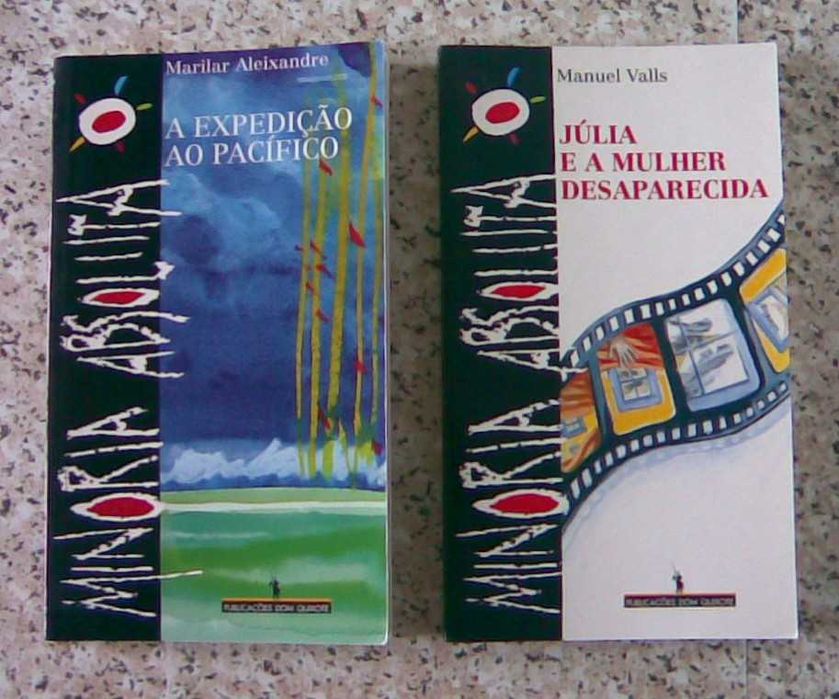 Marilar Aleixandre
A EXPEDIÇÃO
AO PACÍFICO
MINORIA ABSOLUTA
PUBLICAÇÕES DOM QUIXOTE
Manuel Valls
JÚLIA
E A MULHER
DESAPARECIDA
MINORIA ABSOLUTA
PUBLICAÇÕES DOM QUIXOTE